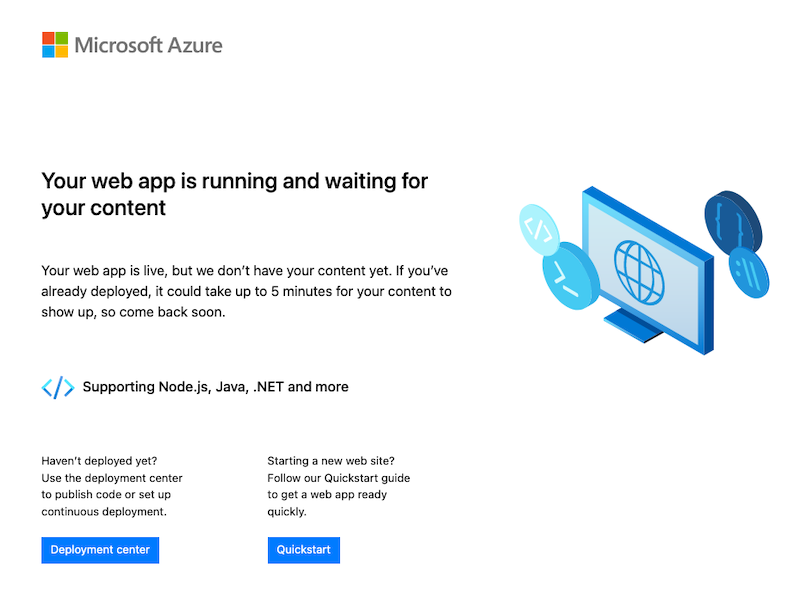 Microsoft Azure
Your web app is running and waiting for
your content
Your web app is live, but we don’t have your content yet. If you’ve
already deployed, it could take up to 5 minutes for your content to
show up, so come back soon.
</> Supporting Node.js, Java, .NET and more
Haven’t deployed yet?
Use the deployment center
to publish code or set up
continuous deployment.
Deployment center
Starting a new web site?
Follow our Quickstart guide
to get a web app ready
quickly.
Quickstart